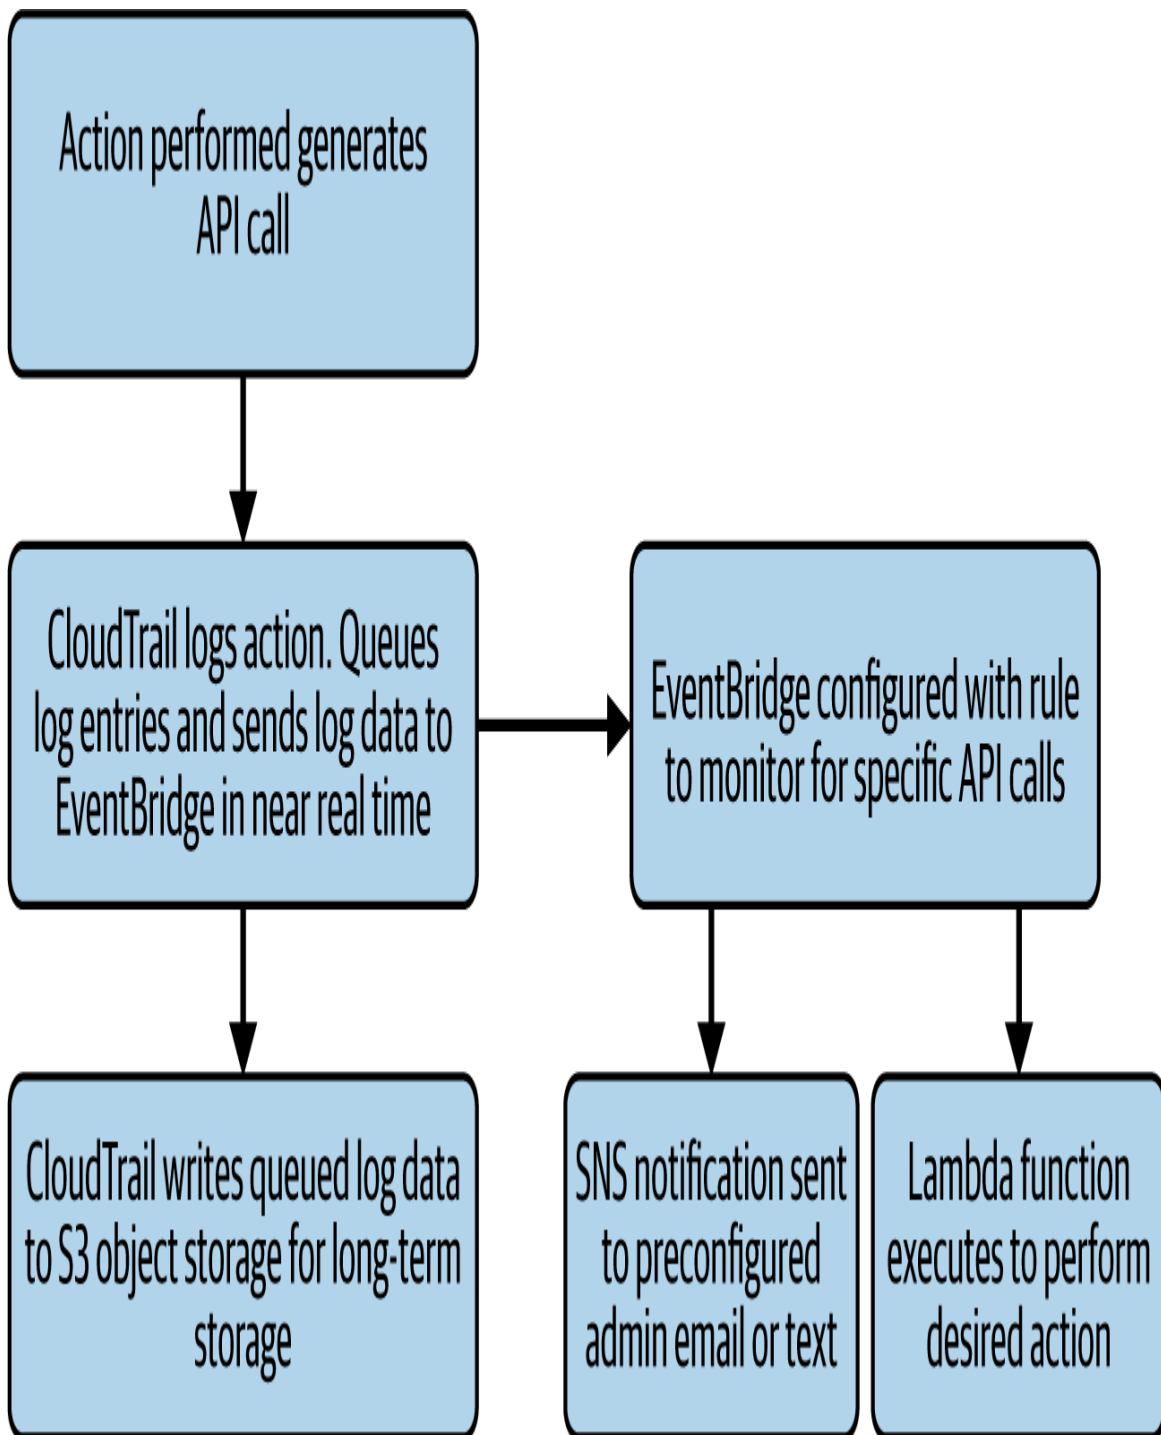 Action performed generates
API call
CloudTrail logs action. Queues
log entries and sends log data to
EventBridge in near real time
EventBridge configured with rule
to monitor for specific API calls
CloudTrail writes queued log data
to S3 object storage for long-term
storage
SNS notification sent
to preconfigured
admin email or text
Lambda function
executes to perform
desired action